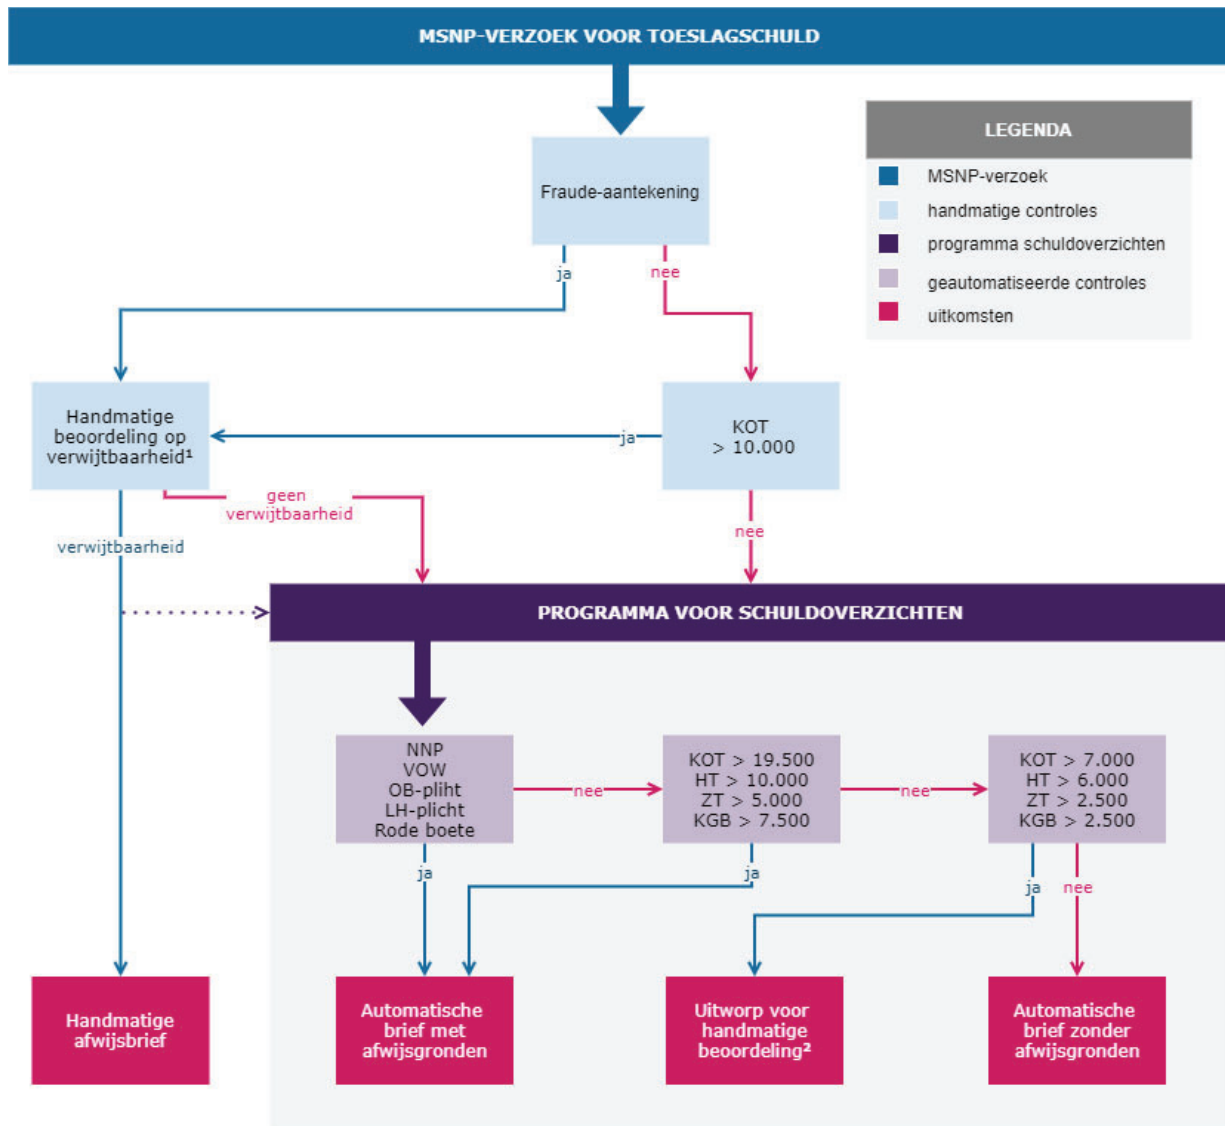 MSNP-VERZOEK VOOR TOESLAGSCHULD
LEGENDA
MSNP-verzoek
handmatige controles
programma schuldoverzichten
geautomatiseerde controles
uitkomsten
Fraude-aantekening
ja
nee
Handmatige
beoordeling op
verwijtbaarheid¹
ja
KOT
> 10.000
geen
verwijtbaarheid
nee
verwijtbaarheid
PROGRAMMA VOOR SCHULDOVERZICHTEN
NNP
VOW
OB-pliht
LH-plicht
Rode boete
nee
KOT > 19.500
HT > 10.000
ZT > 5.000
KGB > 7.500
nee
KOT > 7.000
HT > 6.000
ZT > 2.500
KGB > 2.500
ja
ja
ja
nee
Handmatige
afwijsbrief
Automatische
brief met
afwijsgronden
Uitworp voor
handmatige
beoordeling²
Automatische
brief zonder
afwijsgronden